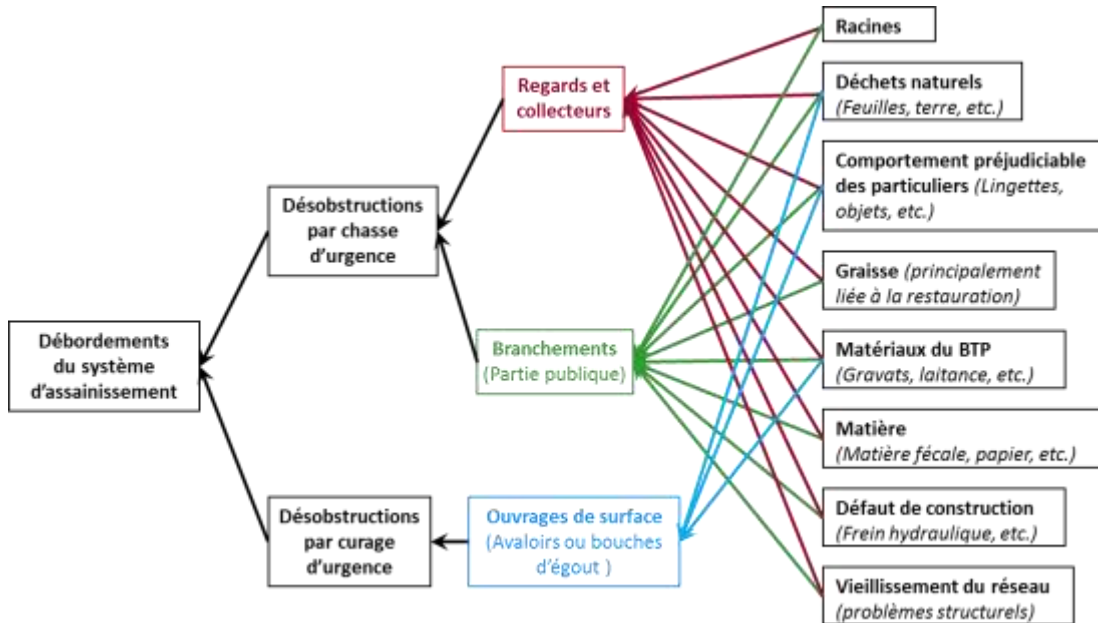 Débordements
du système
d'assainissement
Désobstructions
par chasse
d'urgence
Désobstructions
par curage
d'urgence
Regards et
collecteurs
Branchements
(Partie publique)
Ouvrages de surface
(Avaloirs ou bouches
d'égout )
Racines
Déchets naturels
(Feuilles, terre, etc.)
Comportement préjudiciable
des particuliers (Lingettes,
objets, etc.)
Graisse (principalement
liée à la restauration)
Matériaux du BTP
(Gravats, laitance, etc.)
Matière
(Matière fécale, papier, etc.)
Défaut de construction
(Frein hydraulique, etc.)
Vieillissement du réseau
(problèmes structurels)